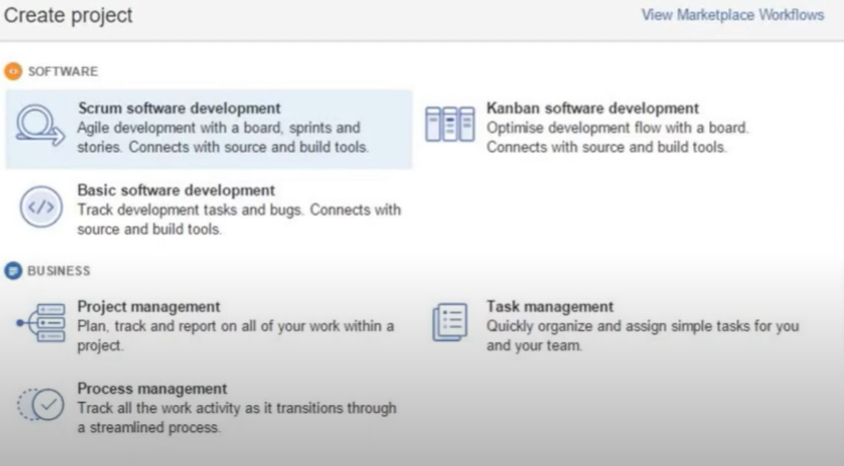 Create project
View Marketplace Workflows
SOFTWARE
Scrum software development
Agile development with a board, sprints and
stories. Connects with source and build tools.
Kanban software development
Optimise development flow with a board.
Connects with source and build tools.
</>
Basic software development
Track development tasks and bugs. Connects with
source and build tools.
BUSINESS
Project management
Plan, track and report on all of your work within a
project.
Task management
Quickly organize and assign simple tasks for you
and your team.
Process management
Track all the work activity as it transitions through
a streamlined process.